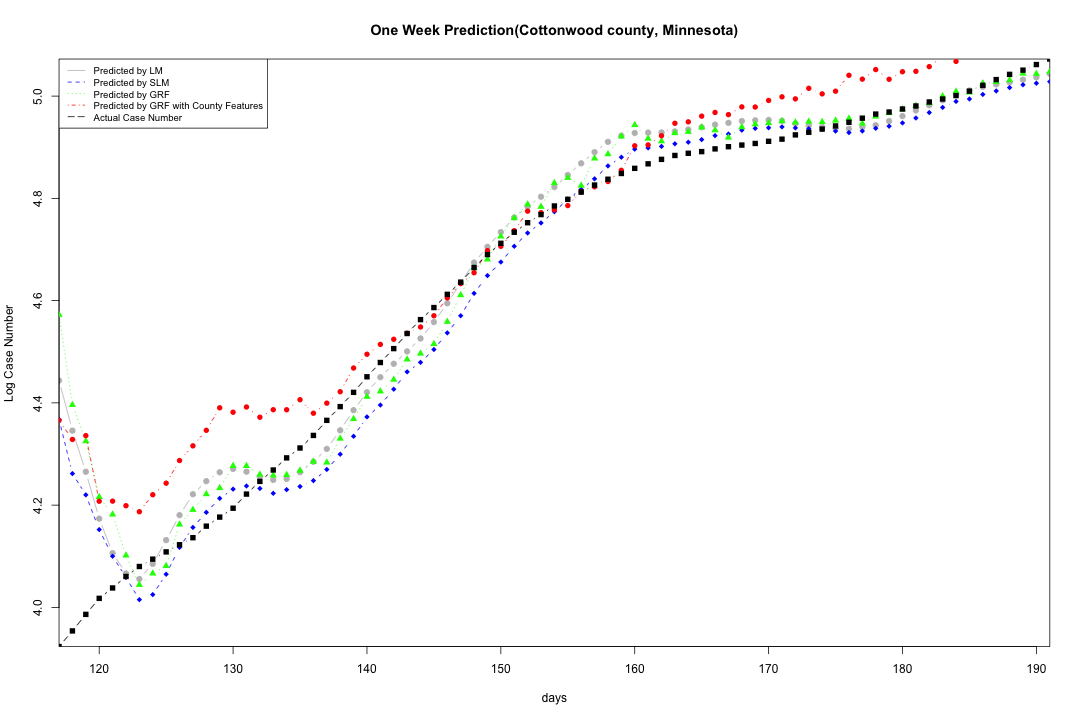 One Week Prediction(Cottonwood county, Minnesota)
Predicted by LM
Predicted by SLM
Predicted by GRF
Predicted by GRF with County Features
Actual Case Number
Log Case Number
5.0
4.8
4.6
4.4
4.2
4.0
120 130 140 150 160 170 180 190
days